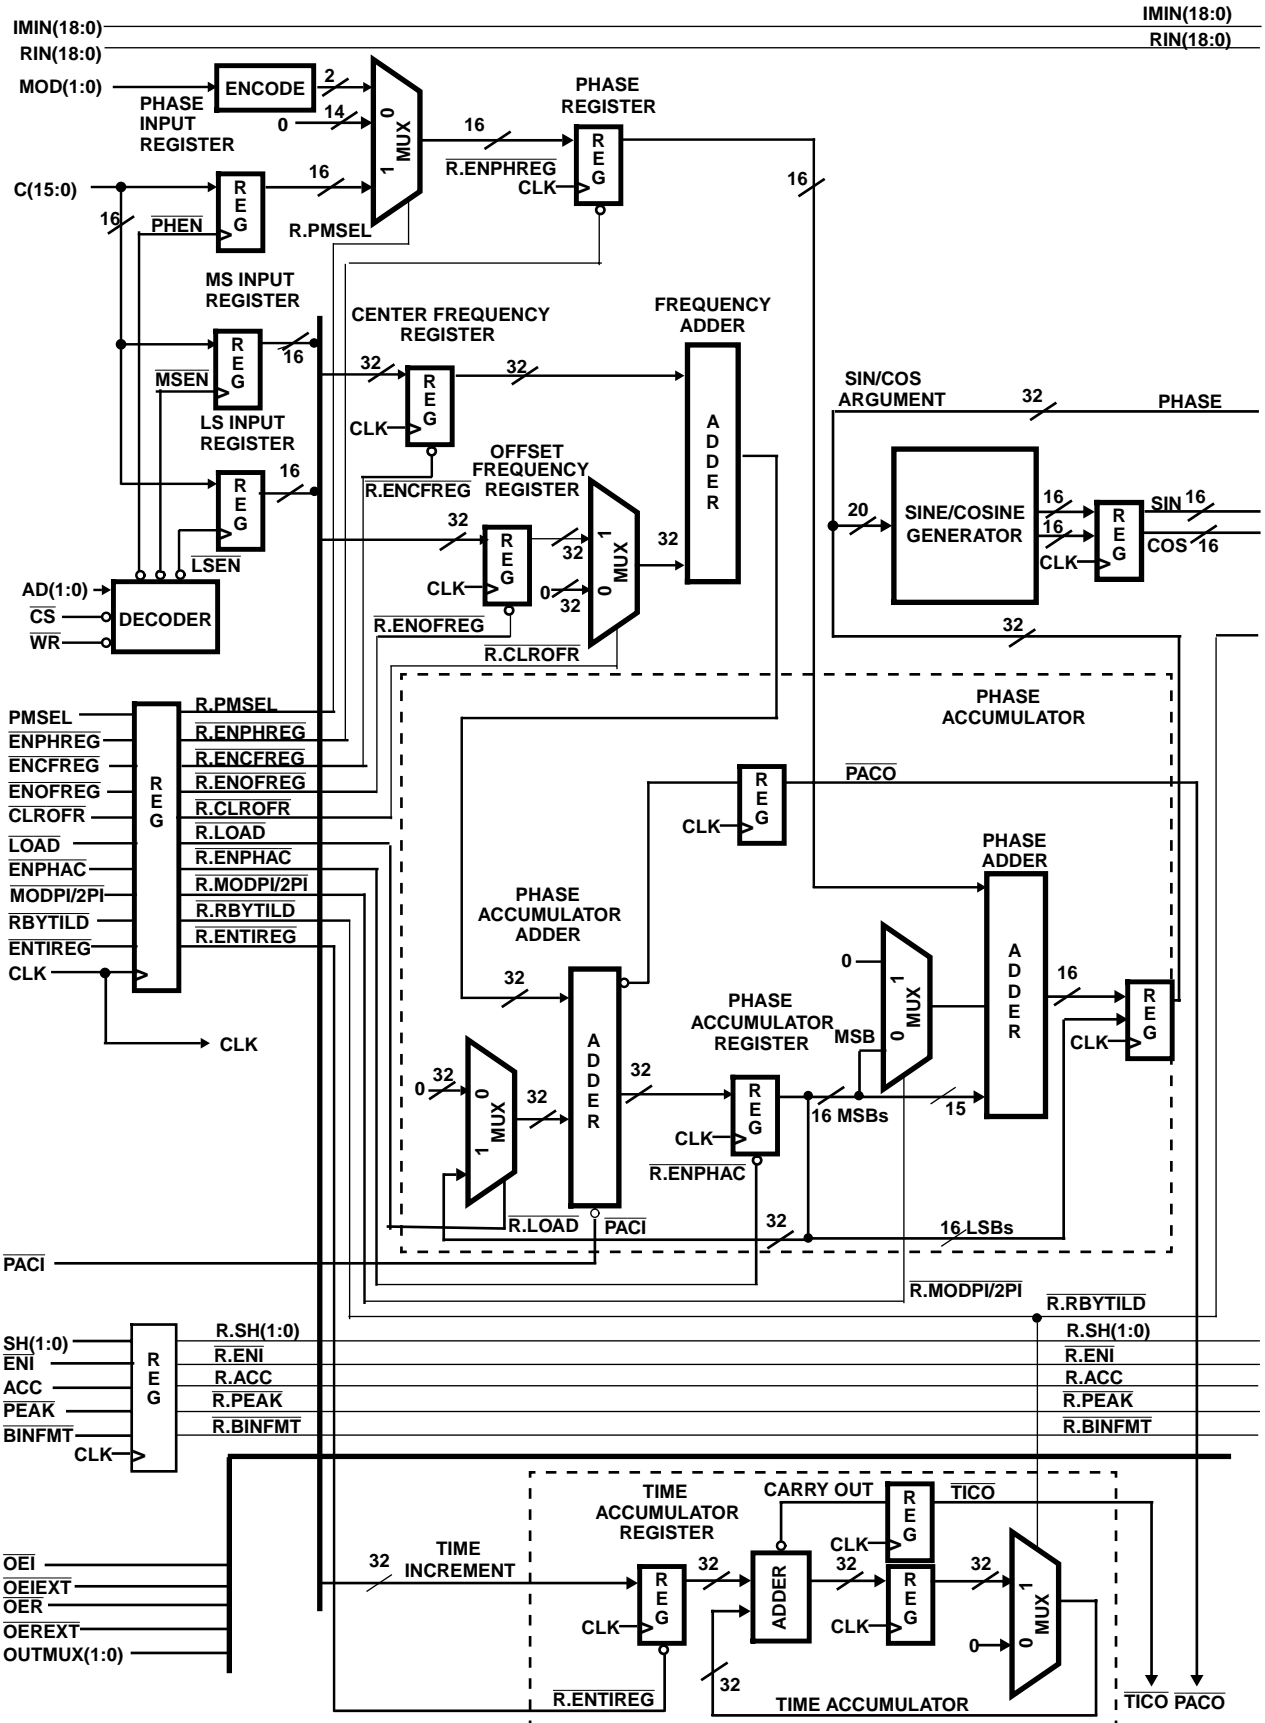 IMIN(18:0)
IMIN(18:0)
RIN(18:0)
RIN(18:0)
MOD(1:0)
ENCODE
2
PHASE
INPUT
REGISTER
0
14
0
1
MUX
16
PHASE
REGISTER
REG
R.ENPHREG
CLK
16
C(15:0)
16
REG
16
PHEN
R.PMSEL
MS INPUT
REGISTER
REG
16
MSEN
LS INPUT
REGISTER
REG
16
LSEN
AD(1:0)
CS
WR
DECODER
CENTER FREQUENCY
REGISTER
32
REG
32
CLK
R.ENCFREG
FREQUENCY
ADDER
ADDER
OFFSET
FREQUENCY
REGISTER
32
REG
32
CLK
0
32
1
0
MUX
32
R.ENOFREG
R.CLROFR
SIN/COS
ARGUMENT
32
PHASE
20
SINE/COSINE
GENERATOR
16
16
REG
CLK
SIN
16
COS
16
32
PHASE
ACCUMULATOR
PMSEL
ENPHREG
ENCFREG
ENOFREG
CLROFR
LOAD
ENPHAC
MODPI/2PI
RBYTILD
ENTIREG
CLK
REG
R.PMSEL
R.ENPHREG
R.ENCFREG
R.ENOFREG
R.CLROFR
R.LOAD
R.ENPHAC
R.MODPI/2PI
R.RBYTILD
R.ENTIREG
CLK
REG
CLK
PACO
PHASE
ADDER
ADDER
PHASE
ACCUMULATOR
ADDER
32
ADDER
0
32
0
1
MUX
32
32
PHASE
ACCUMULATOR
REGISTER
REG
CLK
R.ENPHAC
MSB
0
1
0
MUX
16 MSBs
15
16
REG
CLK
R.LOAD
PACI
32
16 LSBs
PACI
R.MODPI/2PI
R.RBYTILD
SH(1:0)
ENI
ACC
PEAK
BINFMT
CLK
REG
R.SH(1:0)
R.ENI
R.ACC
R.PEAK
R.BINFMT
R.SH(1:0)
R.ENI
R.ACC
R.PEAK
R.BINFMT
OEI
OEIEXT
OER
OEREXT
OUTMUX(1:0)
32
TIME
INCREMENT
TIME
ACCUMULATOR
REGISTER
REG
CLK
32
CARRY OUT
ADDER
32
REG
CLK
TICO
REG
CLK
32
0
1
0
MUX
32
R.ENTIREG
TIME ACCUMULATOR
TICO
PACO